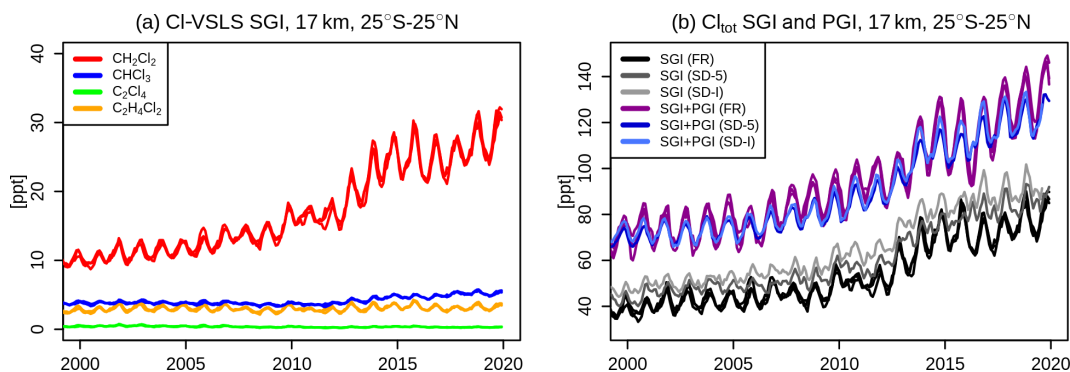 (a) Cl-VSLS SGI, 17 km, 25°S-25°N
[ppt]
40
30
20
10
0
CH₂Cl₂
CHCl₃
C₂Cl₄
C₂H₄Cl₂
2000 2005 2010 2015 2020
(b) Cl_tot SGI and PGI, 17 km, 25°S-25°N
[ppt]
140
120
100
80
60
40
SGI (FR)
SGI (SD-5)
SGI (SD-I)
SGI+PGI (FR)
SGI+PGI (SD-5)
SGI+PGI (SD-I)
2000 2005 2010 2015 2020